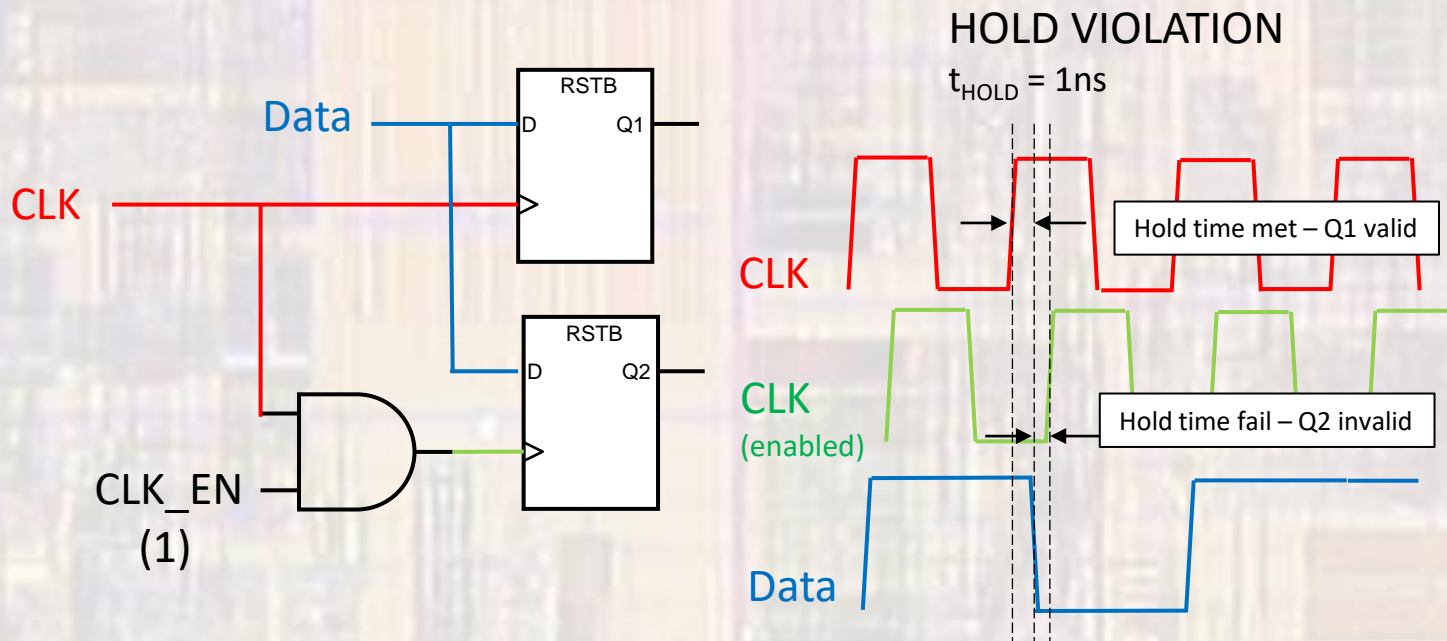 HOLD VIOLATION
tHOLD = 1ns
Data
CLK
RSTB
D
Q1
RSTB
D
Q2
CLK_EN
(1)
CLK
Hold time met – Q1 valid
CLK
(enabled)
Hold time fail – Q2 invalid
Data